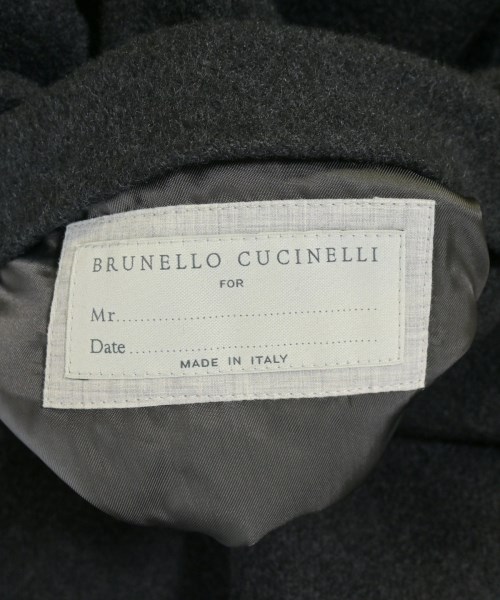 BRUNELLO CUCINELLI
FOR
Mr........................................
Date......................................
MADE IN ITALY